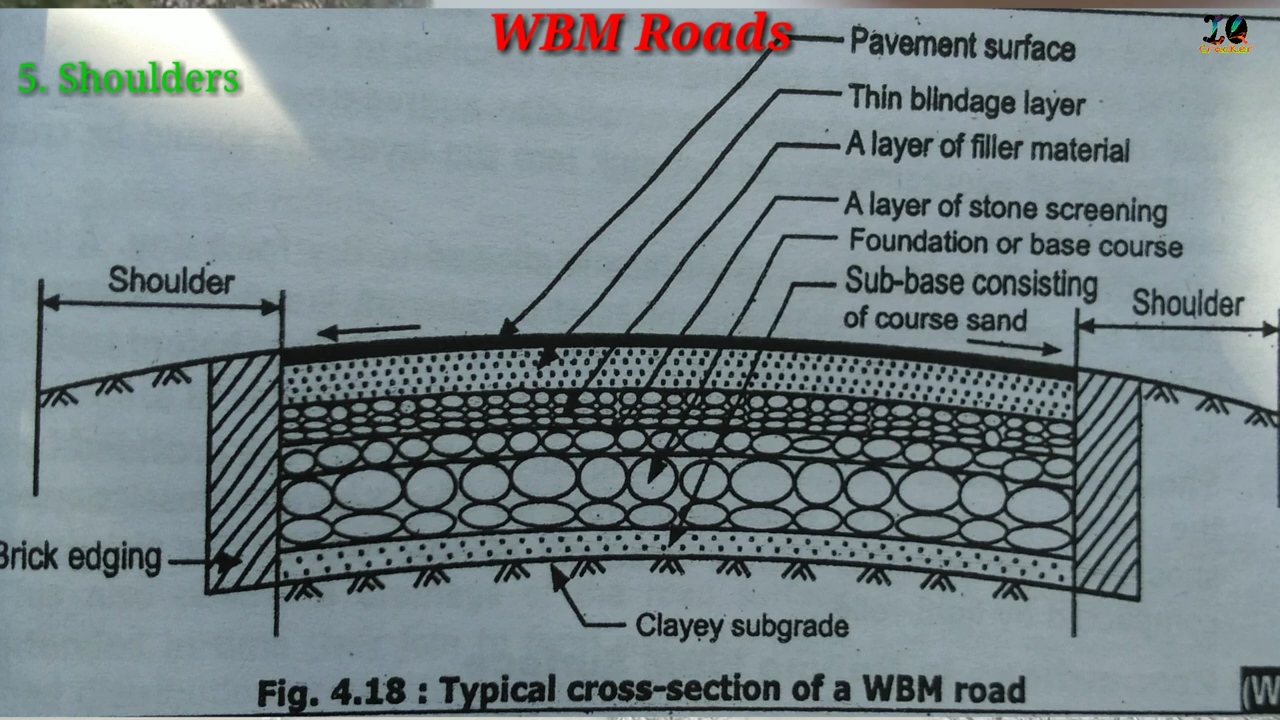 WBM Roads
5. Shoulders
IQ
Pavement surface
Thin blindage layer
A layer of filler material
A layer of stone screening
Foundation or base course
Sub-base consisting
of course sand
Shoulder
Shoulder
Brick edging
Clayey subgrade
Fig. 4.18 : Typical cross-section of a WBM road
(W